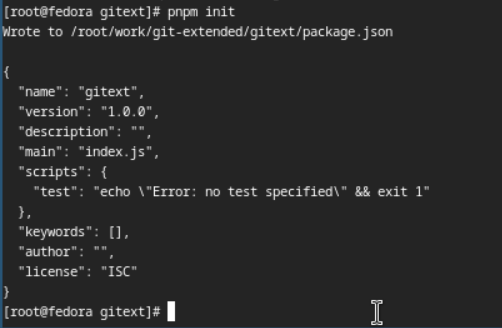 [root@fedora gitext]# pnpm init
Wrote to /root/work/git-extended/gitext/package.json

{
  "name": "gitext",
  "version": "1.0.0",
  "description": "",
  "main": "index.js",
  "scripts": {
    "test": "echo \"Error: no test specified\" && exit 1"
  },
  "keywords": [],
  "author": "",
  "license": "ISC"
}
[root@fedora gitext]#